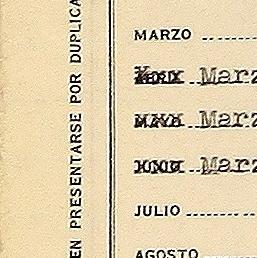 EN PRESENTARSE POR DUPLICA
MARZO
Marz
Marz
Marz
JULIO
AGOSTO